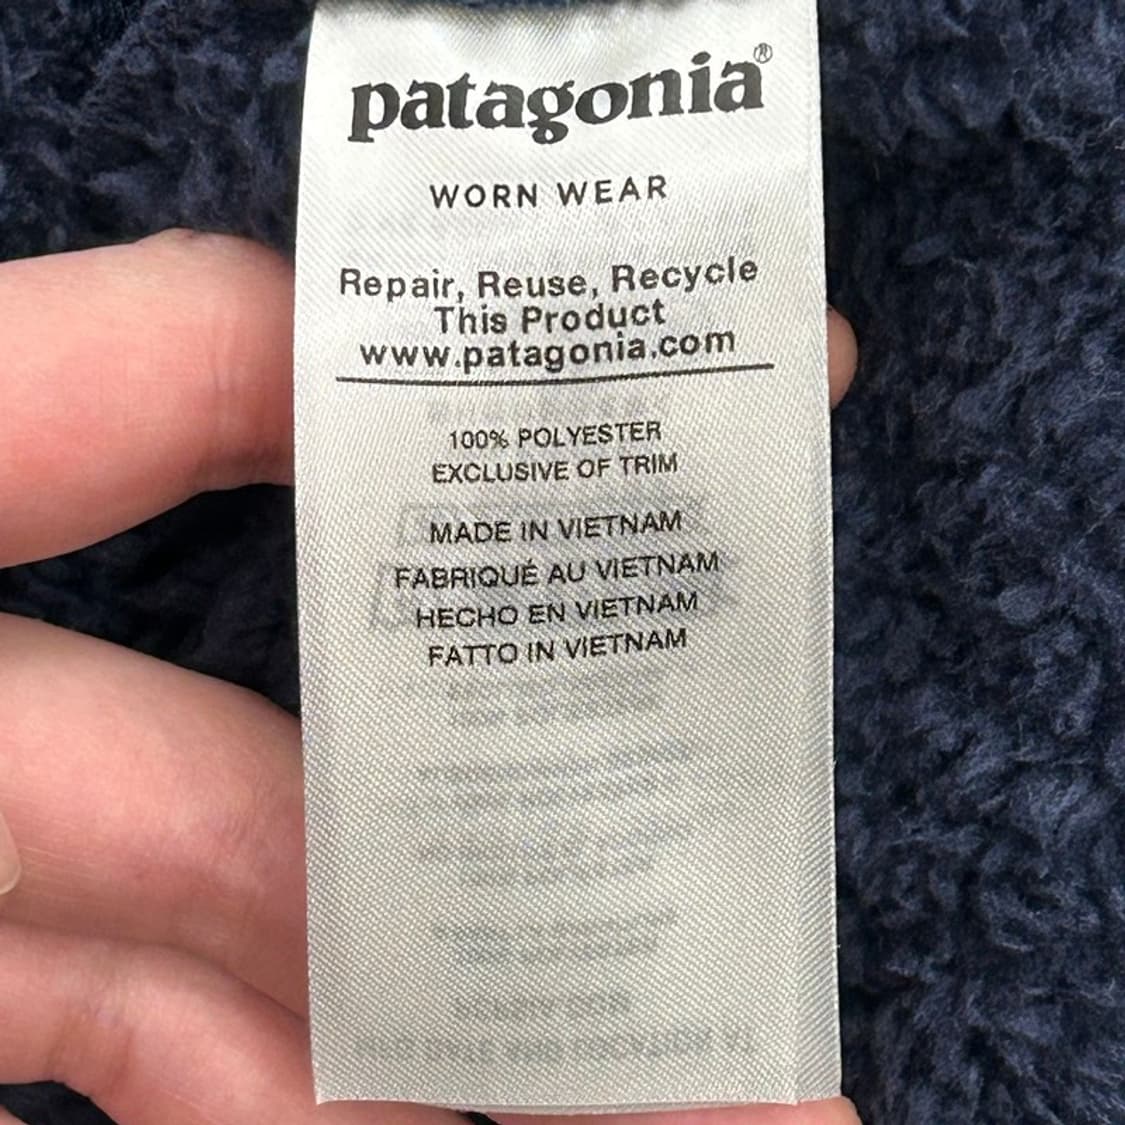 patagonia®
WORN WEAR
Repair, Reuse, Recycle
This Product
www.patagonia.com
100% POLYESTER
EXCLUSIVE OF TRIM
MADE IN VIETNAM
FABRIQUÉ AU VIETNAM
HECHO EN VIETNAM
FATTO IN VIETNAM